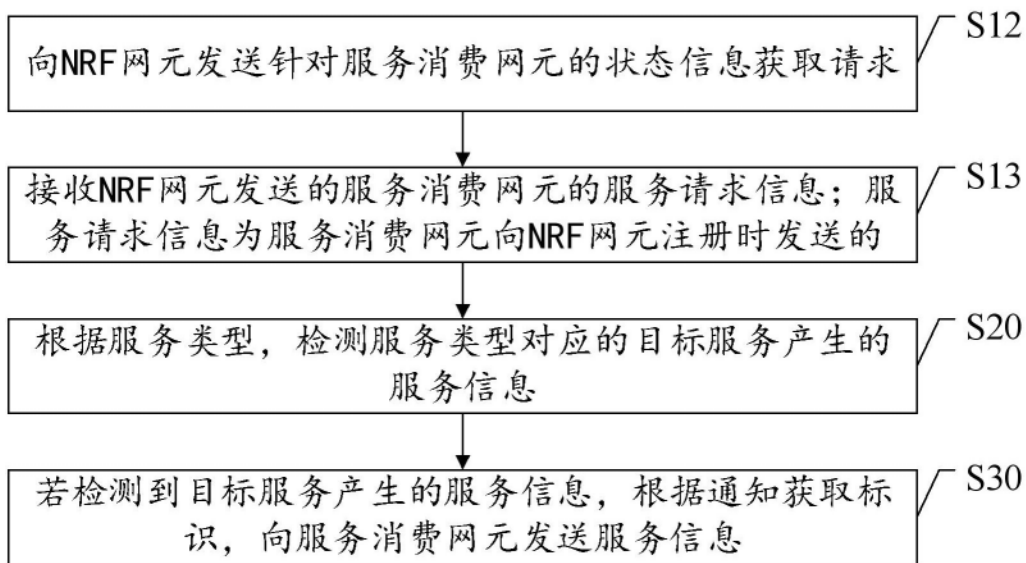 向NRF网元发送针对服务消费网元的状态信息获取请求
S12
接收NRF网元发送的服务消费网元的服务请求信息；服
务请求信息为服务消费网元向NRF网元注册时发送的
S13
根据服务类型，检测服务类型对应的目标服务产生的
服务信息
S20
若检测到目标服务产生的服务信息，根据通知获取标
识，向服务消费网元发送服务信息
S30